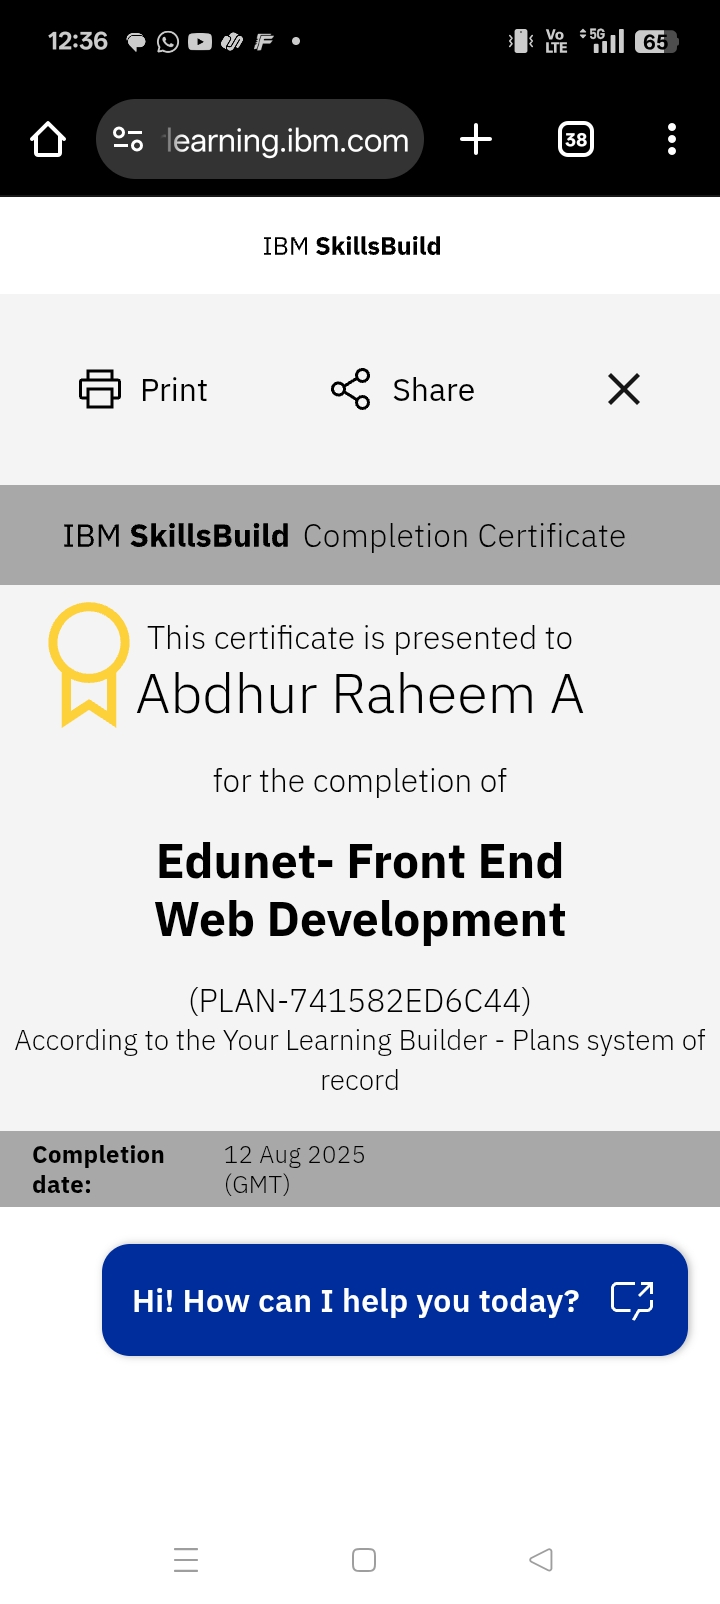 12:36
Vo
LTE
5G
65
learning.ibm.com
38
IBM SkillsBuild
Print
Share
IBM SkillsBuild Completion Certificate
This certificate is presented to
Abdhur Raheem A
for the completion of
Edunet- Front End
Web Development
(PLAN-741582ED6C44)
According to the Your Learning Builder - Plans system of
record
Completion
date:
12 Aug 2025
(GMT)
Hi! How can I help you today?